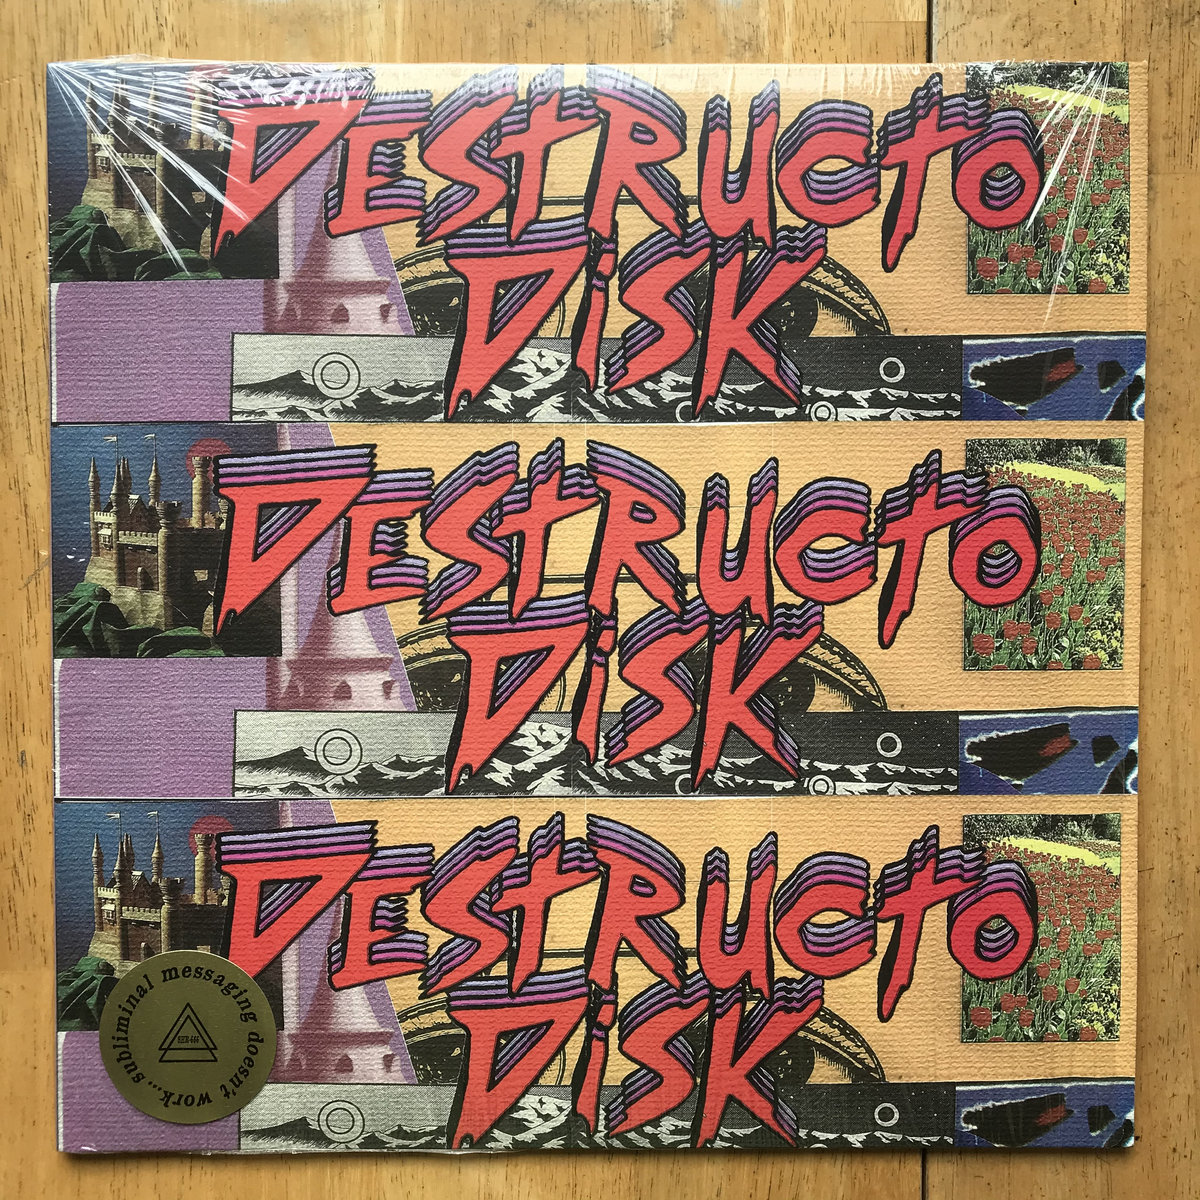 DESTRUCTO
DISK
DESTRUCTO
DISK
DESTRUCTO
DISK
subliminal messaging doesn't work...